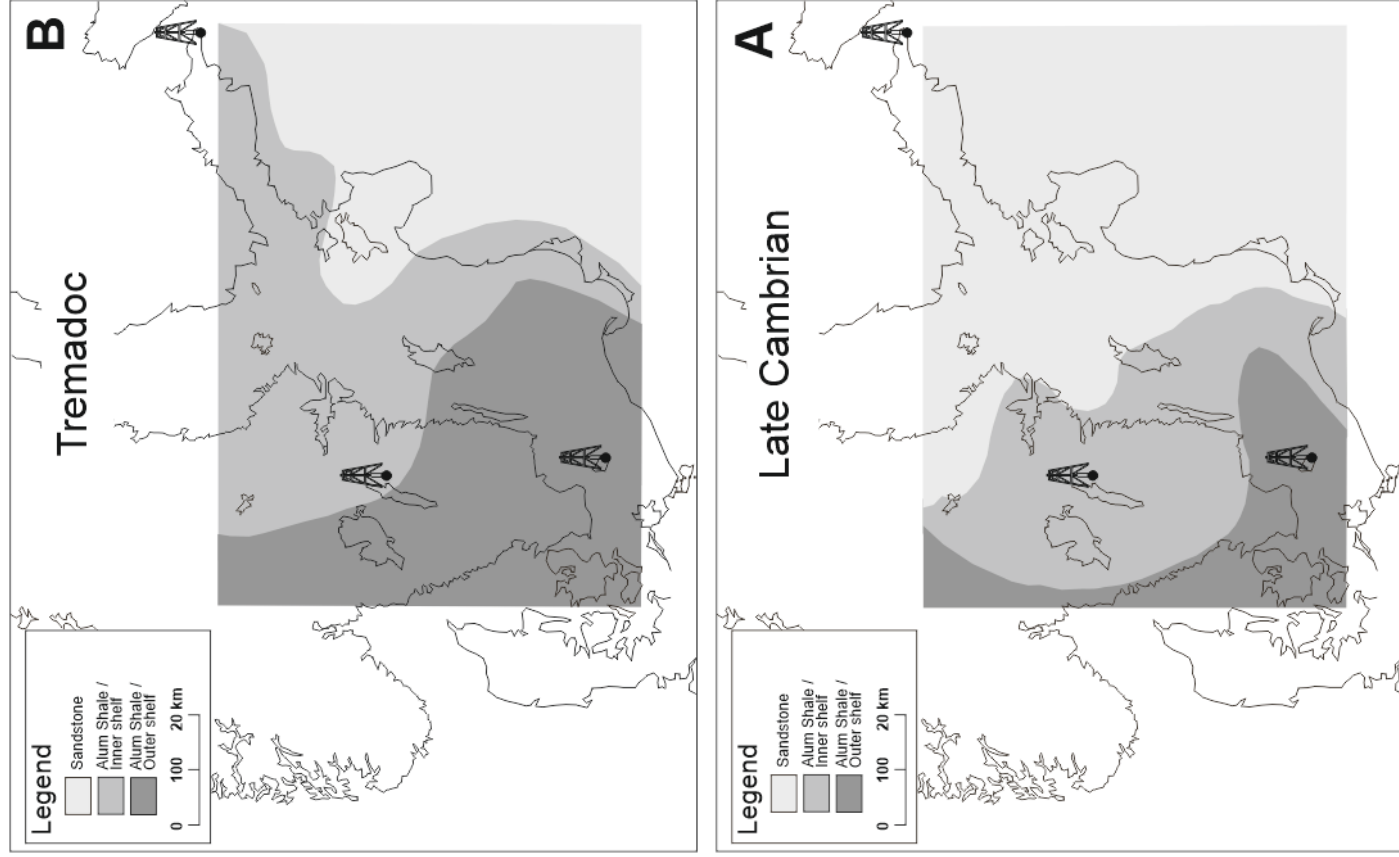 A
Late Cambrian
Legend
Sandstone
Alum Shale /
Inner shelf
Alum Shale /
Outer shelf
0 100 20 km
B
Tremadoc
Legend
Sandstone
Alum Shale /
Inner shelf
Alum Shale /
Outer shelf
0 100 20 km